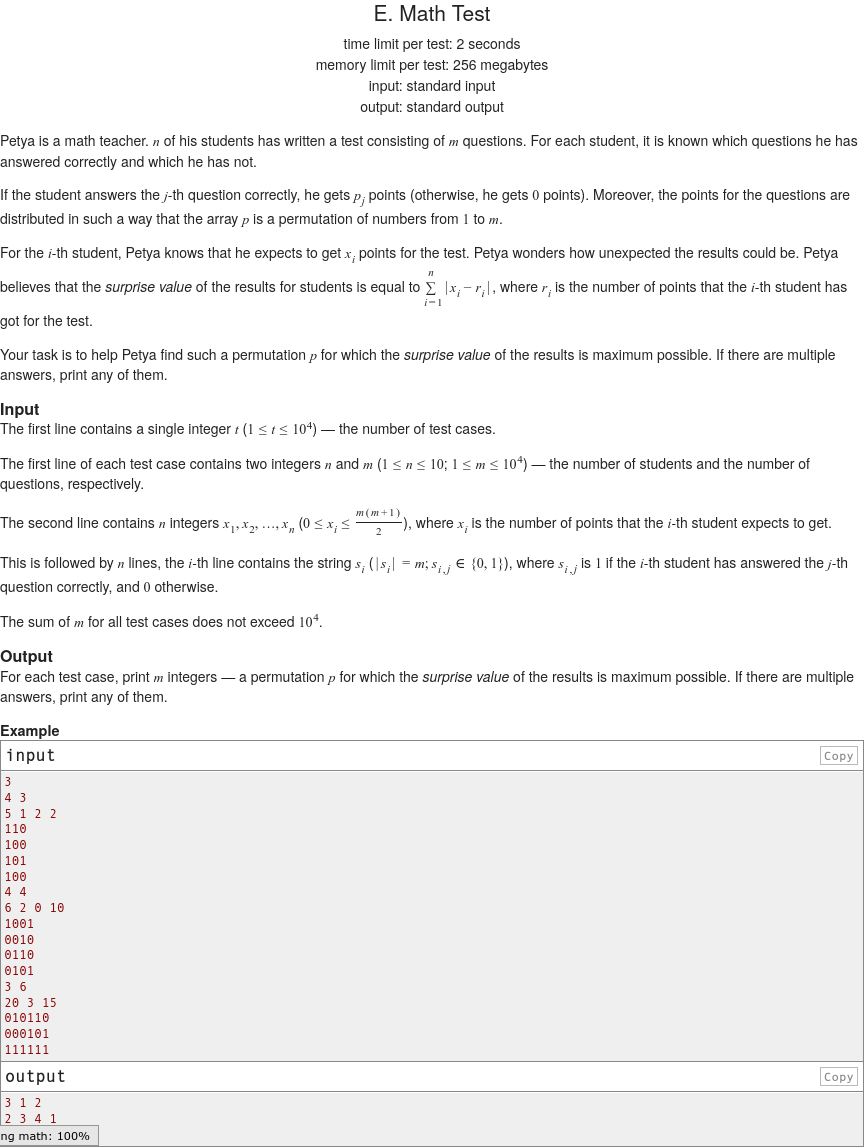 E. Math Test
time limit per test: 2 seconds
memory limit per test: 256 megabytes
input: standard input
output: standard output
Petya is a math teacher. n of his students has written a test consisting of m questions. For each student, it is known which questions he has
answered correctly and which he has not.
If the student answers the j-th question correctly, he gets p_j points (otherwise, he gets 0 points). Moreover, the points for the questions are
distributed in such a way that the array p is a permutation of numbers from 1 to m.
For the i-th student, Petya knows that he expects to get x_i points for the test. Petya wonders how unexpected the results could be. Petya
believes that the surprise value of the results for students is equal to ∑_{i=1}^{n} |x_i − r_i|, where r_i is the number of points that the i-th student has
got for the test.
Your task is to help Petya find such a permutation p for which the surprise value of the results is maximum possible. If there are multiple
answers, print any of them.
Input
The first line contains a single integer t (1 ≤ t ≤ 10^4) — the number of test cases.
The first line of each test case contains two integers n and m (1 ≤ n ≤ 10; 1 ≤ m ≤ 10^4) — the number of students and the number of
questions, respectively.
The second line contains n integers x_1, x_2, …, x_n (0 ≤ x_i ≤ m(m+1)/2), where x_i is the number of points that the i-th student expects to get.
This is followed by n lines, the i-th line contains the string s_i (|s_i| = m; s_{i,j} ∈ {0, 1}), where s_{i,j} is 1 if the i-th student has answered the j-th
question correctly, and 0 otherwise.
The sum of m for all test cases does not exceed 10^4.
Output
For each test case, print m integers — a permutation p for which the surprise value of the results is maximum possible. If there are multiple
answers, print any of them.
Example
input
Copy
3
4 3
5 1 2 2
110
100
101
100
4 4
6 2 0 10
1001
0010
0110
0101
3 6
20 3 15
010110
000101
111111
output
Copy
3 1 2
2 3 4 1
ng math: 100%